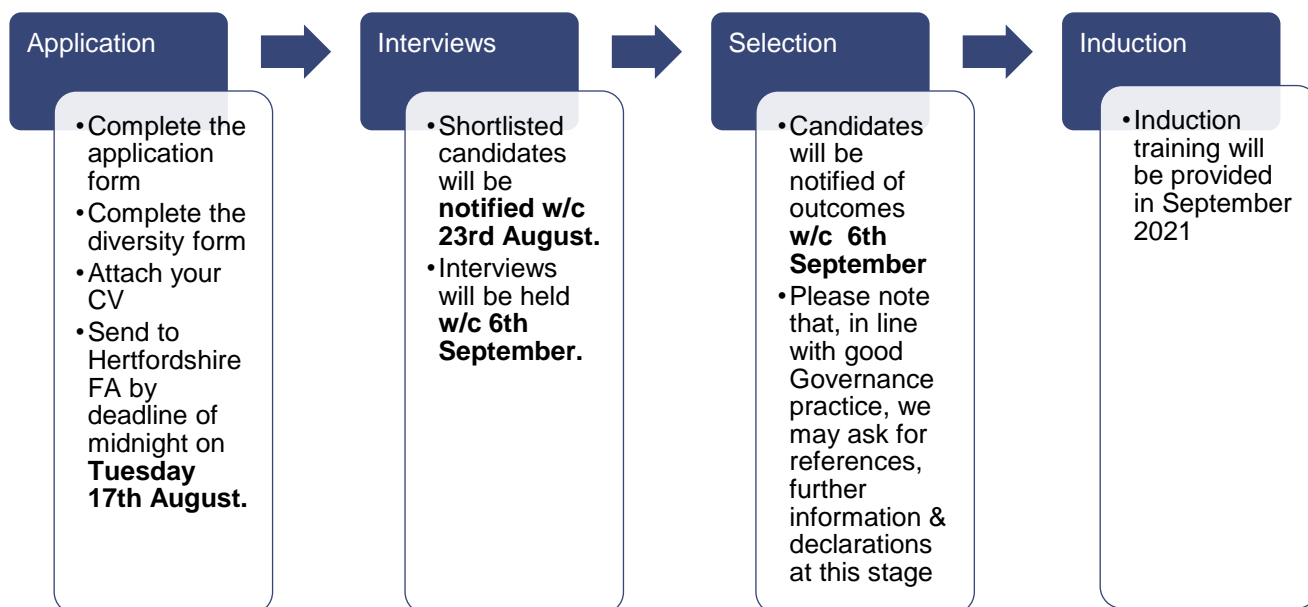 Application
•Complete the
application
form
•Complete the
diversity form
•Attach your
CV
•Send to
Hertfordshire
FA by
deadline of
midnight on
Tuesday
17th August.
Interviews
•Shortlisted
candidates
will be
notified w/c
23rd August.
•Interviews
will be held
w/c 6th
September.
Selection
•Candidates
will be
notified of
outcomes
w/c  6th
September
•Please note
that, in line
with good
Governance
practice, we
may ask for
references,
further
information &
declarations
at this stage
Induction
•Induction
training will
be provided
in September
2021